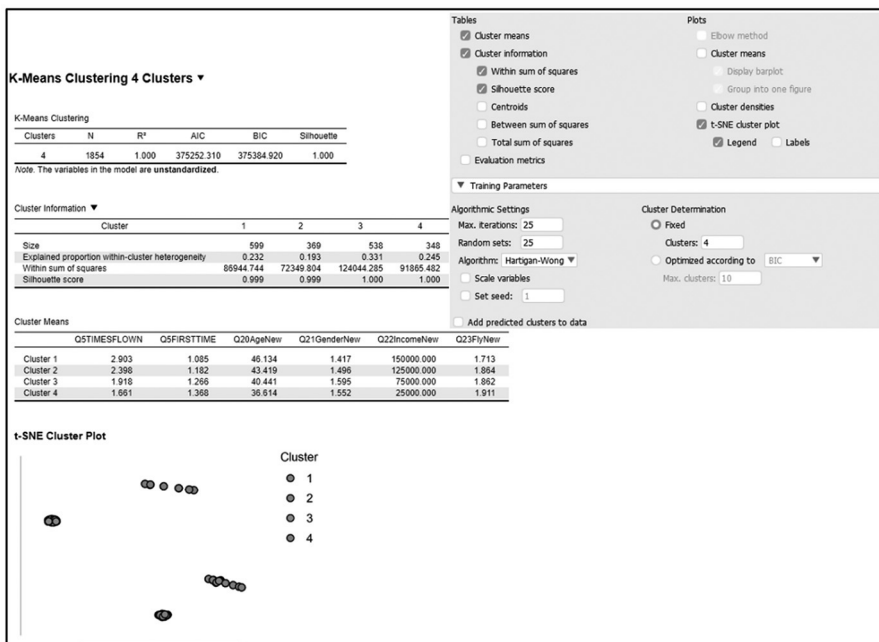 K-Means Clustering 4 Clusters ▼
K-Means Clustering
Clusters N R² AIC BIC Silhouette
4 1854 1.000 375252.310 375384.920 1.000
Note. The variables in the model are unstandardized.
Cluster Information ▼
Cluster 1 2 3 4
Size 599 369 538 348
Explained proportion within-cluster heterogeneity 0.232 0.193 0.331 0.245
Within sum of squares 86944.744 72349.804 124044.285 91865.482
Silhouette score 0.999 0.999 1.000 1.000
Cluster Means
Q5TIMESFLOWN Q5FIRSTTIME Q20AgeNew Q21GenderNew Q22IncomeNew Q23FlyNew
Cluster 1 2.903 1.085 46.134 1.417 150000.000 1.713
Cluster 2 2.398 1.182 43.419 1.496 125000.000 1.864
Cluster 3 1.918 1.266 40.441 1.595 75000.000 1.862
Cluster 4 1.661 1.368 36.614 1.552 25000.000 1.911
t-SNE Cluster Plot
Cluster
1
2
3
4
Tables
Cluster means
Cluster information
Within sum of squares
Silhouette score
Centroids
Between sum of squares
Total sum of squares
Evaluation metrics
Plots
Elbow method
Cluster means
Display barplot
Group into one figure
Cluster densities
t-SNE cluster plot
Legend Labels
▼ Training Parameters
Algorithmic Settings
Max. iterations: 25
Random sets: 25
Algorithm: Hartigan-Wong ▼
Scale variables
Set seed: 1
Add predicted clusters to data
Cluster Determination
Fixed
Clusters: 4
Optimized according to BIC ▼
Max. clusters: 10